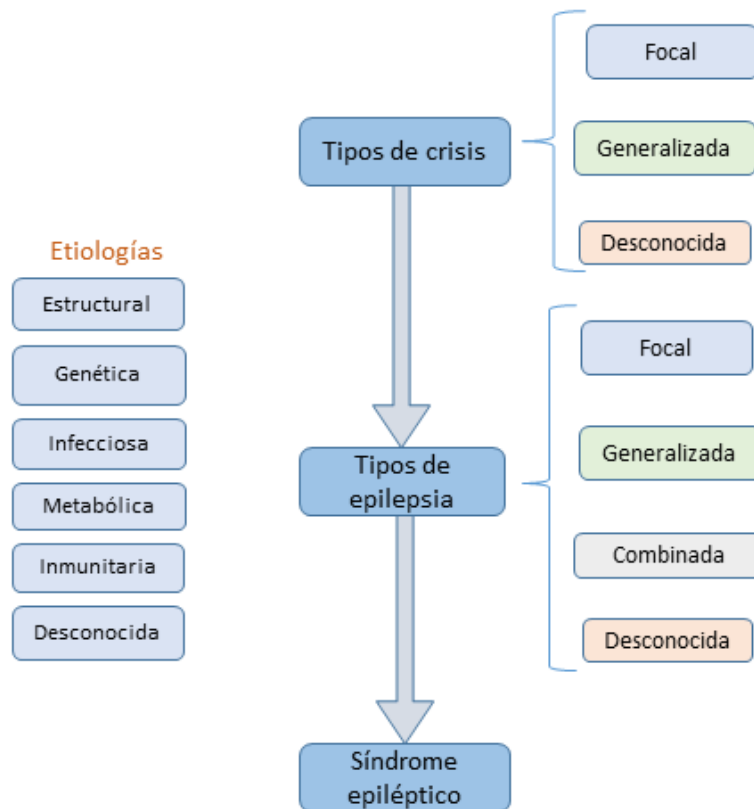 Tipos de crisis
Focal
Generalizada
Desconocida
Etiologías
Estructural
Genética
Infecciosa
Metabólica
Inmunitaria
Desconocida
Tipos de
epilepsia
Focal
Generalizada
Combinada
Desconocida
Síndrome
epiléptico